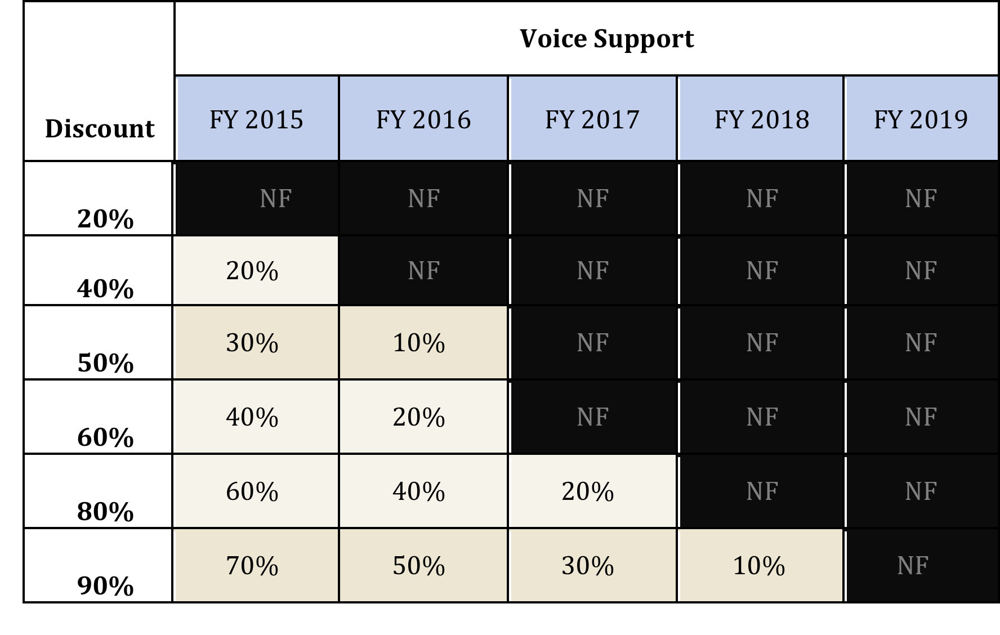 Voice Support
Discount FY 2015 FY 2016 FY 2017 FY 2018 FY 2019
20% NF NF NF NF NF
40% 20% NF NF NF NF
50% 30% 10% NF NF NF
60% 40% 20% NF NF NF
80% 60% 40% 20% NF NF
90% 70% 50% 30% 10% NF